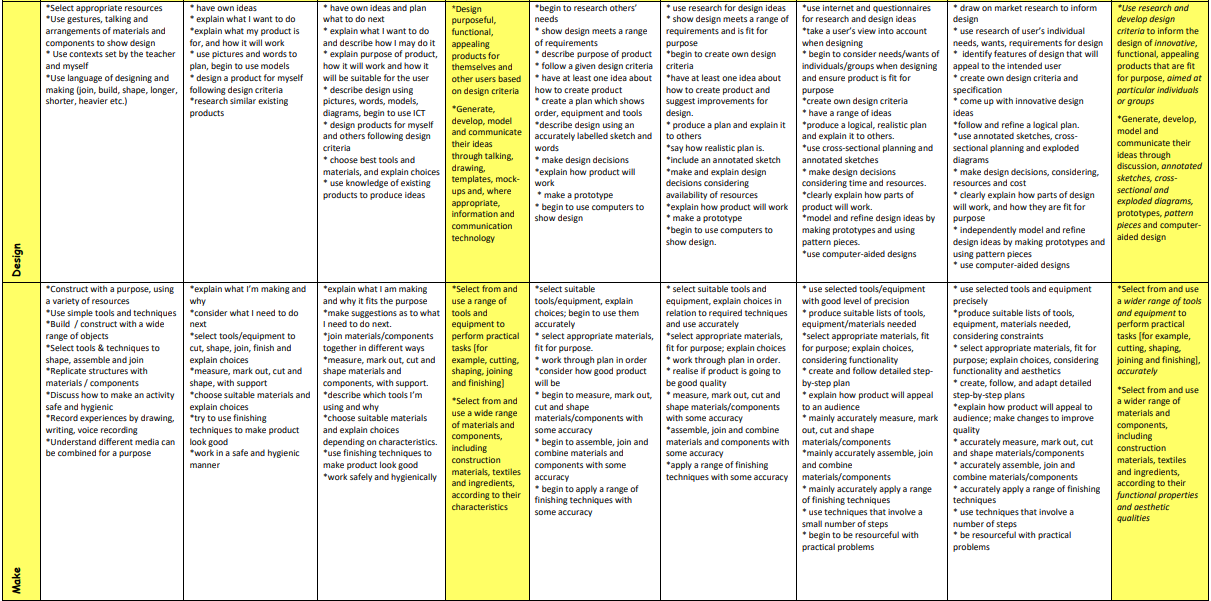 Design
*Select appropriate resources
*Use gestures, talking and
arrangements of materials and
components to show design
* Use contexts set by the teacher
and myself
*Use language of designing and
making (join, build, shape, longer,
shorter, heavier etc.)
* have own ideas
* explain what I want to do
*explain what my product is
for, and how it will work
* use pictures and words to
plan, begin to use models
* design a product for myself
following design criteria
*research similar existing
products
* have own ideas and plan
what to do next
* explain what I want to do
and describe how I may do it
* explain purpose of product,
how it will work and how it
will be suitable for the user
* describe design using
pictures, words, models,
diagrams, begin to use ICT
* design products for myself
and others following design
criteria
* choose best tools and
materials, and explain choices
* use knowledge of existing
products to produce ideas
*Design
purposeful,
functional,
appealing
products for
themselves and
other users based
on design criteria
*Generate,
develop, model
and communicate
their ideas
through talking,
drawing,
templates, mock-
ups and, where
appropriate,
information and
communication
technology
*begin to research others’
needs
* show design meets a range
of requirements
* describe purpose of product
* follow a given design criteria
* have at least one idea about
how to create product
* create a plan which shows
order, equipment and tools
*describe design using an
accurately labelled sketch and
words
* make design decisions
*explain how product will
work
* make a prototype
* begin to use computers to
show design
* use research for design ideas
* show design meets a range of
requirements and is fit for
purpose
*begin to create own design
criteria
*have at least one idea about
how to create product and
suggest improvements for
design.
* produce a plan and explain it
to others
*say how realistic plan is.
*include an annotated sketch
*make and explain design
decisions considering
availability of resources
*explain how product will work
* make a prototype
*begin to use computers to
show design.
* use internet and questionnaires
for research and design ideas
*take a user’s view into account
when designing
* begin to consider needs/wants of
individuals/groups when designing
and ensure product is fit for
purpose
*create own design criteria
* have a range of ideas
*produce a logical, realistic plan
and explain it to others.
*use cross-sectional planning and
annotated sketches
* make design decisions
considering time and resources.
*clearly explain how parts of
product will work.
*model and refine design ideas by
making prototypes and using
pattern pieces.
*use computer-aided designs
* draw on market research to inform
design
* use research of user’s individual
needs, wants, requirements for design
* identify features of design that will
appeal to the intended user
* create own design criteria and
specification
* come up with innovative design
ideas
*follow and refine a logical plan.
*use annotated sketches, cross-
sectional planning and exploded
diagrams
* make design decisions, considering,
resources and cost
* clearly explain how parts of design
will work, and how they are fit for
purpose
* independently model and refine
design ideas by making prototypes and
using pattern pieces
* use computer-aided designs
*Use research and
develop design
criteria to inform the
design of innovative,
functional, appealing
products that are fit
for purpose, aimed at
particular individuals
or groups
*Generate, develop,
model and
communicate their
ideas through
discussion, annotated
sketches, cross-
sectional and
exploded diagrams,
prototypes, pattern
pieces and computer-
aided design
Make
*Construct with a purpose, using
a variety of resources
*Use simple tools and techniques
*Build / construct with a wide
range of objects
*Select tools & techniques to
shape, assemble and join
*Replicate structures with
materials / components
*Discuss how to make an activity
safe and hygienic
*Record experiences by drawing,
writing, voice recording
*Understand different media can
be combined for a purpose
*explain what I’m making and
why
*consider what I need to do
next
*select tools/equipment to
cut, shape, join, finish and
explain choices
*measure, mark out, cut and
shape, with support
*choose suitable materials and
explain choices
*try to use finishing
techniques to make product
look good
*work in a safe and hygienic
manner
*explain what I am making
and why it fits the purpose
*make suggestions as to what
I need to do next.
*join materials/components
together in different ways
*measure, mark out, cut and
shape materials and
components, with support.
*describe which tools I’m
using and why
*choose suitable materials
and explain choices
depending on characteristics.
*use finishing techniques to
make product look good
*work safely and hygienically
*Select from and
use a range of
tools and
equipment to
perform practical
tasks [for
example, cutting,
shaping, joining
and finishing]
*Select from and
use a wide range
of materials and
components,
including
construction
materials, textiles
and ingredients,
according to their
characteristics
*select suitable
tools/equipment, explain
choices; begin to use them
accurately
* select appropriate materials,
fit for purpose.
* work through plan in order
*consider how good product
will be
* begin to measure, mark out,
cut and shape
materials/components with
some accuracy
* begin to assemble, join and
combine materials and
components with some
accuracy
* begin to apply a range of
finishing techniques with
some accuracy
* select suitable tools and
equipment, explain choices in
relation to required techniques
and use accurately
*select appropriate materials,
fit for purpose; explain choices
* work through plan in order.
* realise if product is going to
be good quality
* measure, mark out, cut and
shape materials/components
with some accuracy
*assemble, join and combine
materials and components with
some accuracy
*apply a range of finishing
techniques with some accuracy
* use selected tools/equipment
with good level of precision
* produce suitable lists of tools,
equipment/materials needed
*select appropriate materials, fit
for purpose; explain choices,
considering functionality
* create and follow detailed step-
by-step plan
* explain how product will appeal
to an audience
* mainly accurately measure, mark
out, cut and shape
materials/components
*mainly accurately assemble, join
and combine
materials/components
* mainly accurately apply a range
of finishing techniques
* use techniques that involve a
small number of steps
* begin to be resourceful with
practical problems
* use selected tools and equipment
precisely
*produce suitable lists of tools,
equipment, materials needed,
considering constraints
* select appropriate materials, fit for
purpose; explain choices, considering
functionality and aesthetics
* create, follow, and adapt detailed
step-by-step plans
*explain how product will appeal to
audience; make changes to improve
quality
* accurately measure, mark out, cut
and shape materials/components
* accurately assemble, join and
combine materials/components
* accurately apply a range of finishing
techniques
* use techniques that involve a
number of steps
* be resourceful with practical
problems
*Select from and
use a wider range of tools
and equipment to
perform practical
tasks [for example,
cutting, shaping,
joining and finishing],
accurately
*Select from and use
a wider range of
materials and
components,
including
construction
materials, textiles
and ingredients,
according to their
functional properties
and aesthetic
qualities